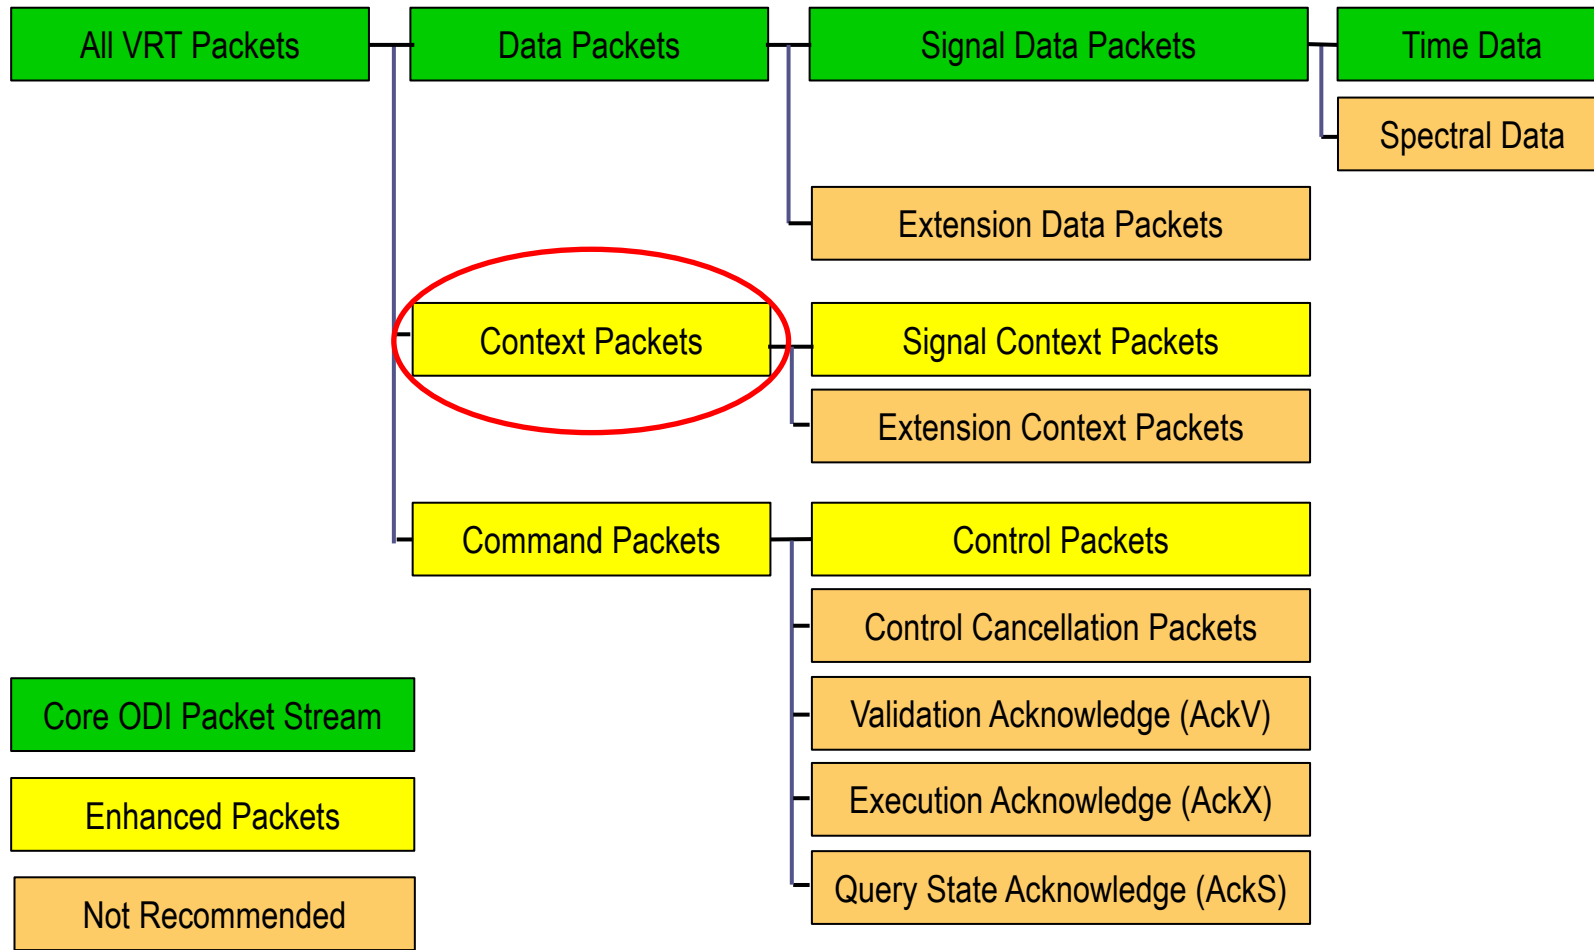 All VRT Packets
Data Packets
Signal Data Packets
Time Data
Spectral Data
Extension Data Packets
Context Packets
Signal Context Packets
Extension Context Packets
Command Packets
Control Packets
Control Cancellation Packets
Validation Acknowledge (AckV)
Execution Acknowledge (AckX)
Query State Acknowledge (AckS)
Core ODI Packet Stream
Enhanced Packets
Not Recommended